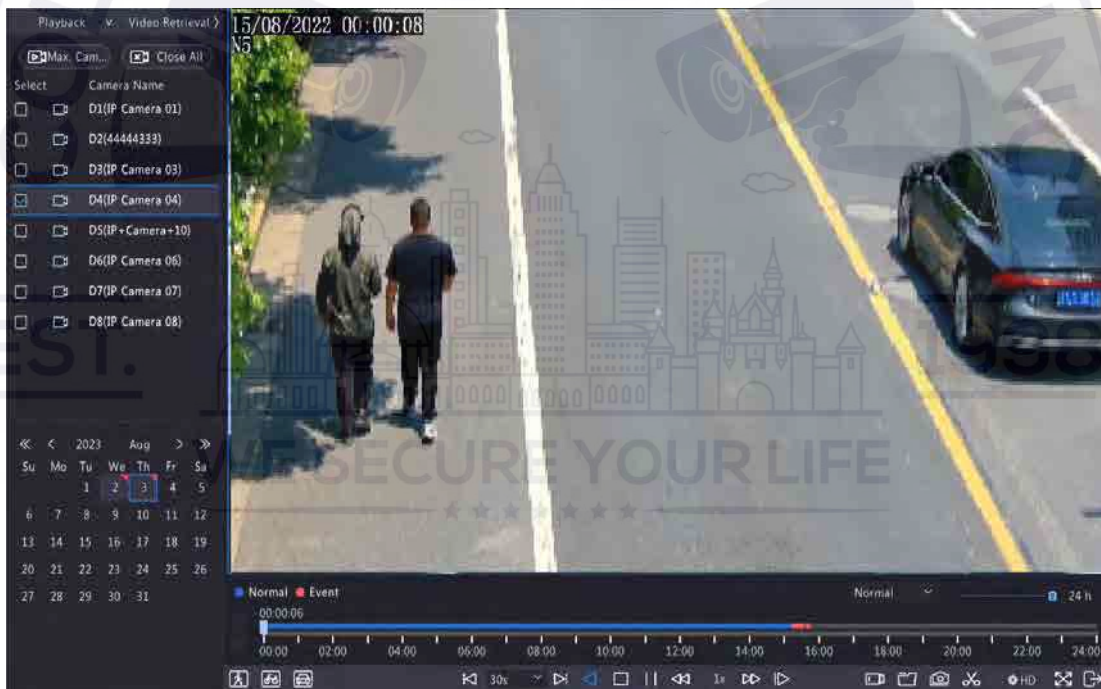 Playback
Video Retrieval
Max. Cam...
Close All
Select Camera Name
D1(IP Camera 01)
D2(44444333)
D3(IP Camera 03)
D4(IP Camera 04)
D5(IP+Camera+10)
D6(IP Camera 06)
D7(IP Camera 07)
D8(IP Camera 08)
2023 Aug
Su Mo Tu We Th Fr Sa
1 2 3 4 5
6 7 8 9 10 11 12
13 14 15 16 17 18 19
20 21 22 23 24 25 26
27 28 29 30 31
15/08/2022 00:00:08
N5
EST. 1998
WE SECURE YOUR LIFE
Normal Event
Normal
24 h
00:00:06
00:00 02:00 04:00 06:00 08:00 10:00 12:00 14:00 16:00 18:00 20:00 22:00 24:00
30s
1x
HD